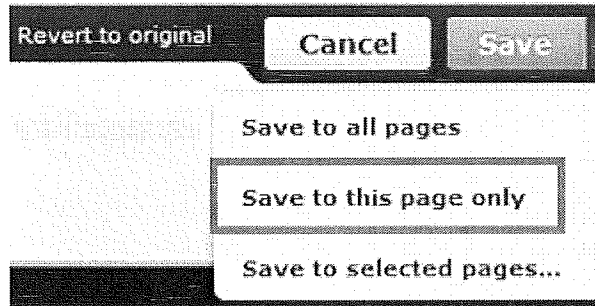 Revert to original Cancel Save
Save to all pages
Save to this page only
Save to selected pages...